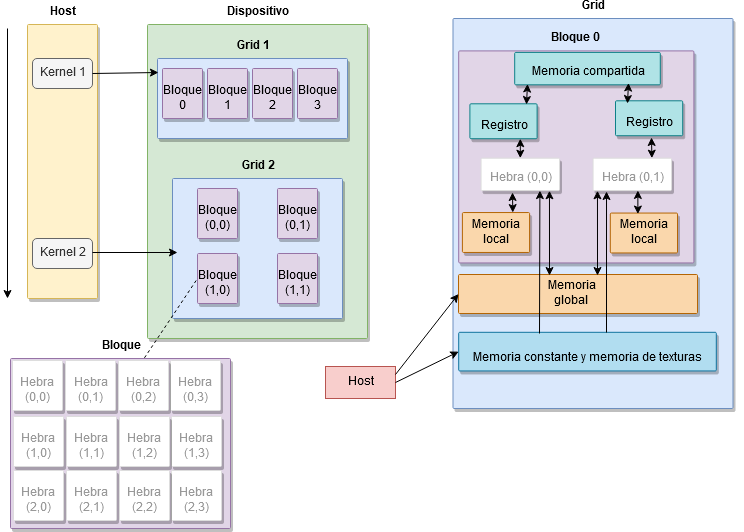 Host
Dispositivo
Kernel 1
Grid 1
Bloque
0
Bloque
1
Bloque
2
Bloque
3
Grid 2
Kernel 2
Bloque
(0,0)
Bloque
(0,1)
Bloque
(1,0)
Bloque
(1,1)
Bloque
Hebra
(0,0)
Hebra
(0,1)
Hebra
(0,2)
Hebra
(0,3)
Hebra
(1,0)
Hebra
(1,1)
Hebra
(1,2)
Hebra
(1,3)
Hebra
(2,0)
Hebra
(2,1)
Hebra
(2,2)
Hebra
(2,3)
Grid
Bloque 0
Memoria compartida
Registro
Registro
Hebra (0,0)
Hebra (0,1)
Memoria
local
Memoria
local
Memoria
global
Memoria constante y memoria de texturas
Host